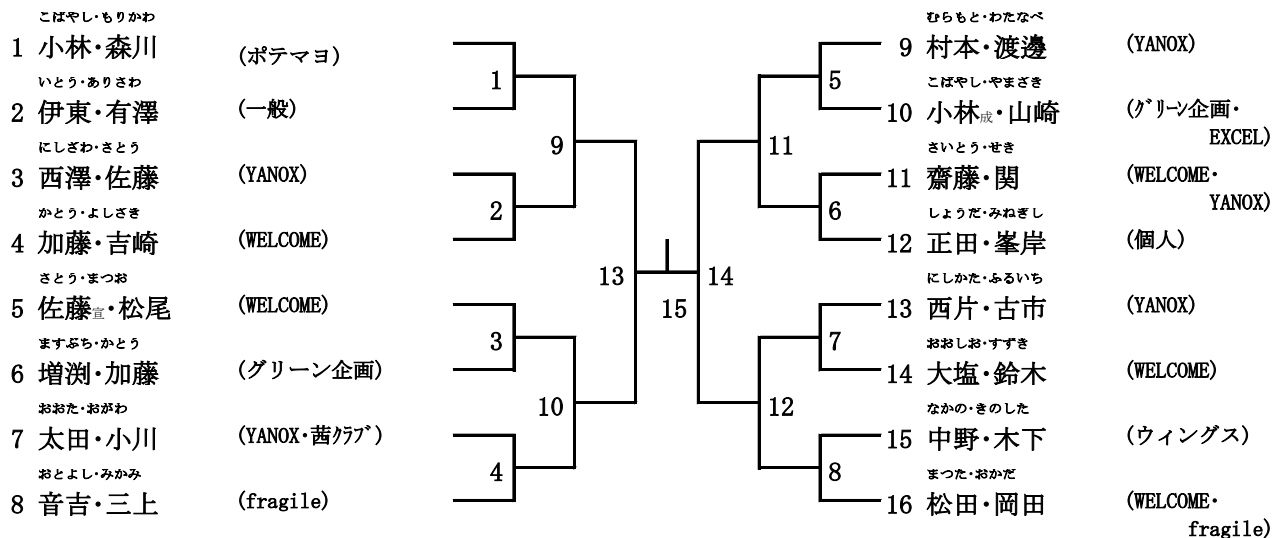 こばやし・もりかわ
1 小林・森川 (ポテマヨ)
いとう・ありさわ
2 伊東・有澤 (一般)
にしざわ・さとう
3 西澤・佐藤 (YANOX)
かとう・よしざき
4 加藤・吉崎 (WELCOME)
さとう・まつお
5 佐藤宣・松尾 (WELCOME)
ますぶち・かとう
6 増渕・加藤 (グリーン企画)
おおた・おがわ
7 太田・小川 (YANOX・茜ｸﾗﾌﾞ)
おとよし・みかみ
8 音吉・三上 (fragile)
1
2
3
4
9
10
13
15
14
11
12
5
6
7
8
むらもと・わたなべ
9 村本・渡邊 (YANOX)
こばやし・やまざき
10 小林成・山崎 (ｸﾞﾘｰﾝ企画・
EXCEL)
さいとう・せき
11 齋藤・関 (WELCOME・
YANOX)
しょうだ・みねぎし
12 正田・峯岸 (個人)
にしかた・ふるいち
13 西片・古市 (YANOX)
おおしお・すずき
14 大塩・鈴木 (WELCOME)
なかの・きのした
15 中野・木下 (ウィングス)
まつた・おかだ
16 松田・岡田 (WELCOME・
fragile)